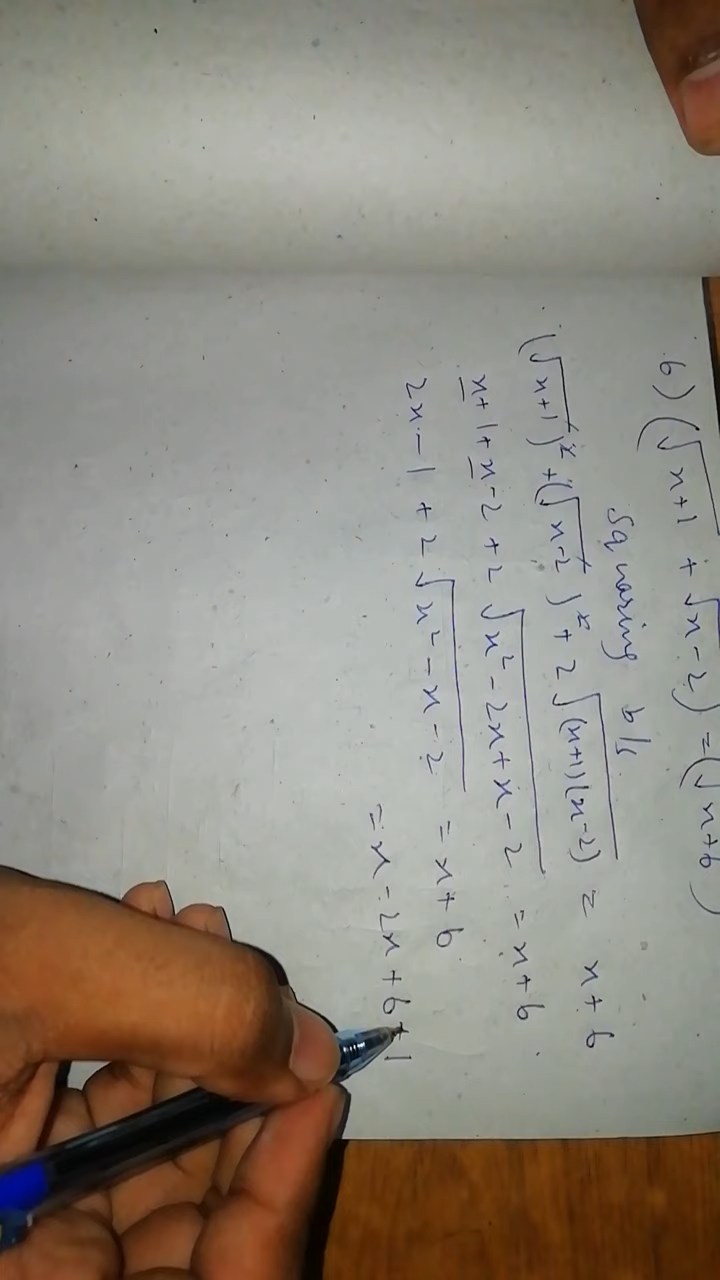 6) (√x+1 + √x-2) = (√x+6)
Squaring b/s
(√x+1)² + (√x-2)² + 2√(x+1)(x-2) = x+6
x+1+x-2+2√x²-2x+x-2 = x+6
2x-1+2√x²-x-2 = x+6
= x-2x+6+1